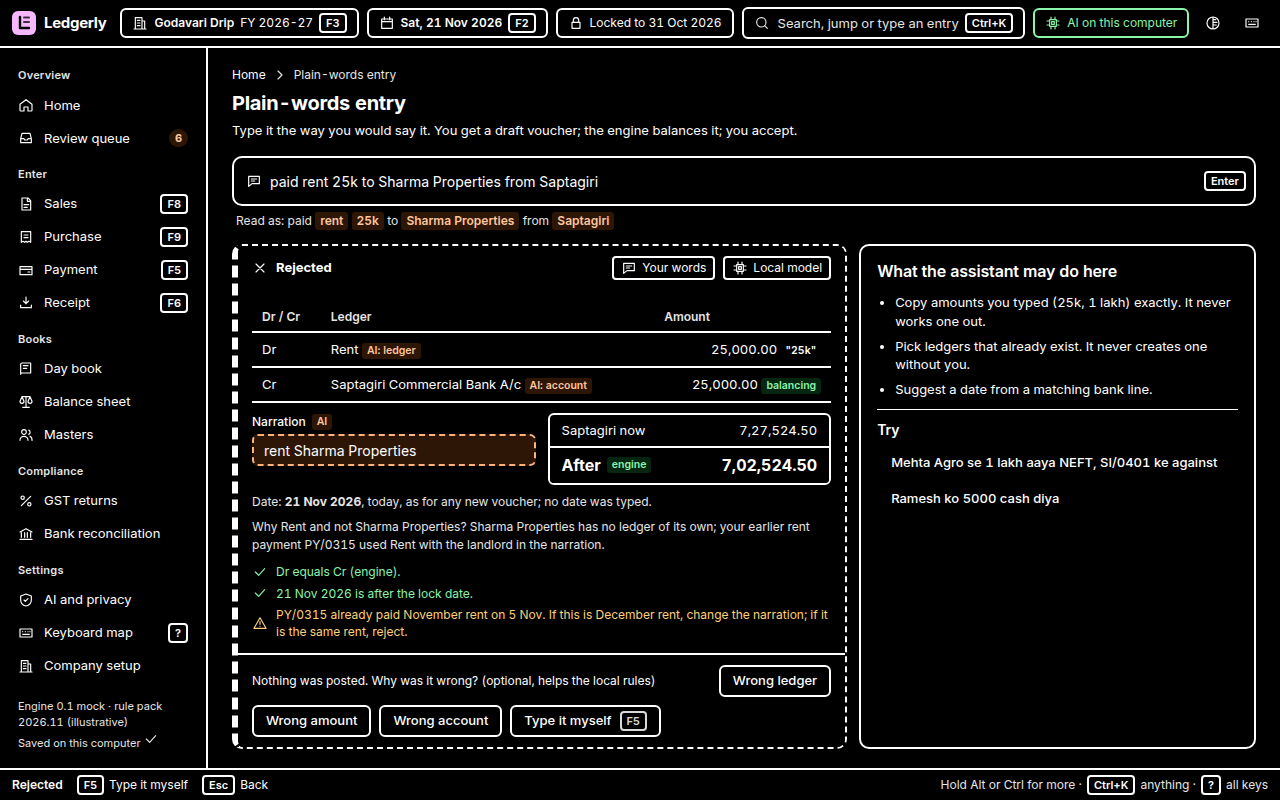 Ledgerly
Godavari Drip FY 2026-27 F3
Sat, 21 Nov 2026 F2
Locked to 31 Oct 2026
Search, jump or type an entry Ctrl+K
AI on this computer
Overview
Home
Review queue 6
Enter
Sales F8
Purchase F9
Payment F5
Receipt F6
Books
Day book
Balance sheet
Masters
Compliance
GST returns
Bank reconciliation
Settings
AI and privacy
Keyboard map ?
Company setup
Engine 0.1 mock · rule pack
2026.11 (illustrative)
Saved on this computer
Home > Plain-words entry
Plain-words entry
Type it the way you would say it. You get a draft voucher; the engine balances it; you accept.
paid rent 25k to Sharma Properties from Saptagiri Enter
Read as: paid rent 25k to Sharma Properties from Saptagiri
Rejected Your words Local model
Dr / Cr Ledger Amount
Dr Rent AI: ledger 25,000.00 "25k"
Cr Saptagiri Commercial Bank A/c AI: account 25,000.00 balancing
Narration AI
rent Sharma Properties
Saptagiri now 7,27,524.50
After engine 7,02,524.50
Date: 21 Nov 2026, today, as for any new voucher; no date was typed.
Why Rent and not Sharma Properties? Sharma Properties has no ledger of its own; your earlier rent
payment PY/0315 used Rent with the landlord in the narration.
Dr equals Cr (engine).
21 Nov 2026 is after the lock date.
PY/0315 already paid November rent on 5 Nov. If this is December rent, change the narration; if it
is the same rent, reject.
Nothing was posted. Why was it wrong? (optional, helps the local rules) Wrong ledger
Wrong amount Wrong account Type it myself F5
What the assistant may do here
• Copy amounts you typed (25k, 1 lakh) exactly. It never
works one out.
• Pick ledgers that already exist. It never creates one
without you.
• Suggest a date from a matching bank line.
Try
Mehta Agro se 1 lakh aaya NEFT, SI/0401 ke against
Ramesh ko 5000 cash diya
Rejected F5 Type it myself Esc Back
Hold Alt or Ctrl for more · Ctrl+K anything · ? all keys